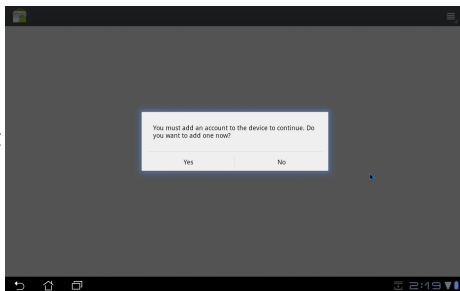 You must add an account to the device to continue. Do
you want to add one now?
Yes
No
2:19